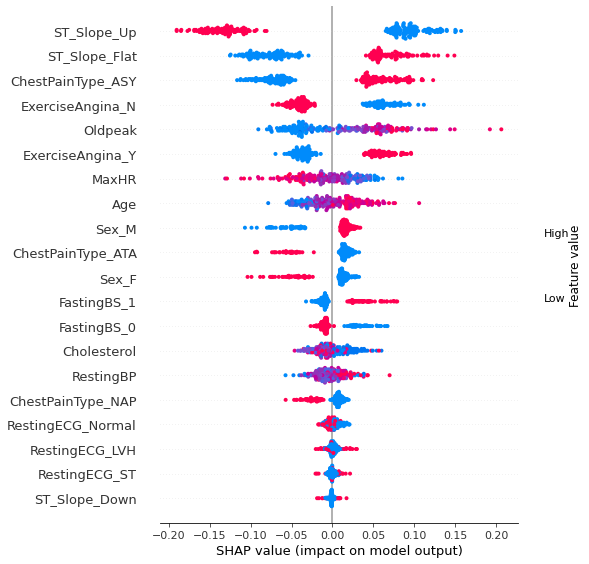 ST_Slope_Up
ST_Slope_Flat
ChestPainType_ASY
ExerciseAngina_N
Oldpeak
ExerciseAngina_Y
MaxHR
Age
Sex_M
ChestPainType_ATA
Sex_F
FastingBS_1
FastingBS_0
Cholesterol
RestingBP
ChestPainType_NAP
RestingECG_Normal
RestingECG_LVH
RestingECG_ST
ST_Slope_Down
−0.20 −0.15 −0.10 −0.05 0.00 0.05 0.10 0.15 0.20
SHAP value (impact on model output)
High
Low
Feature value